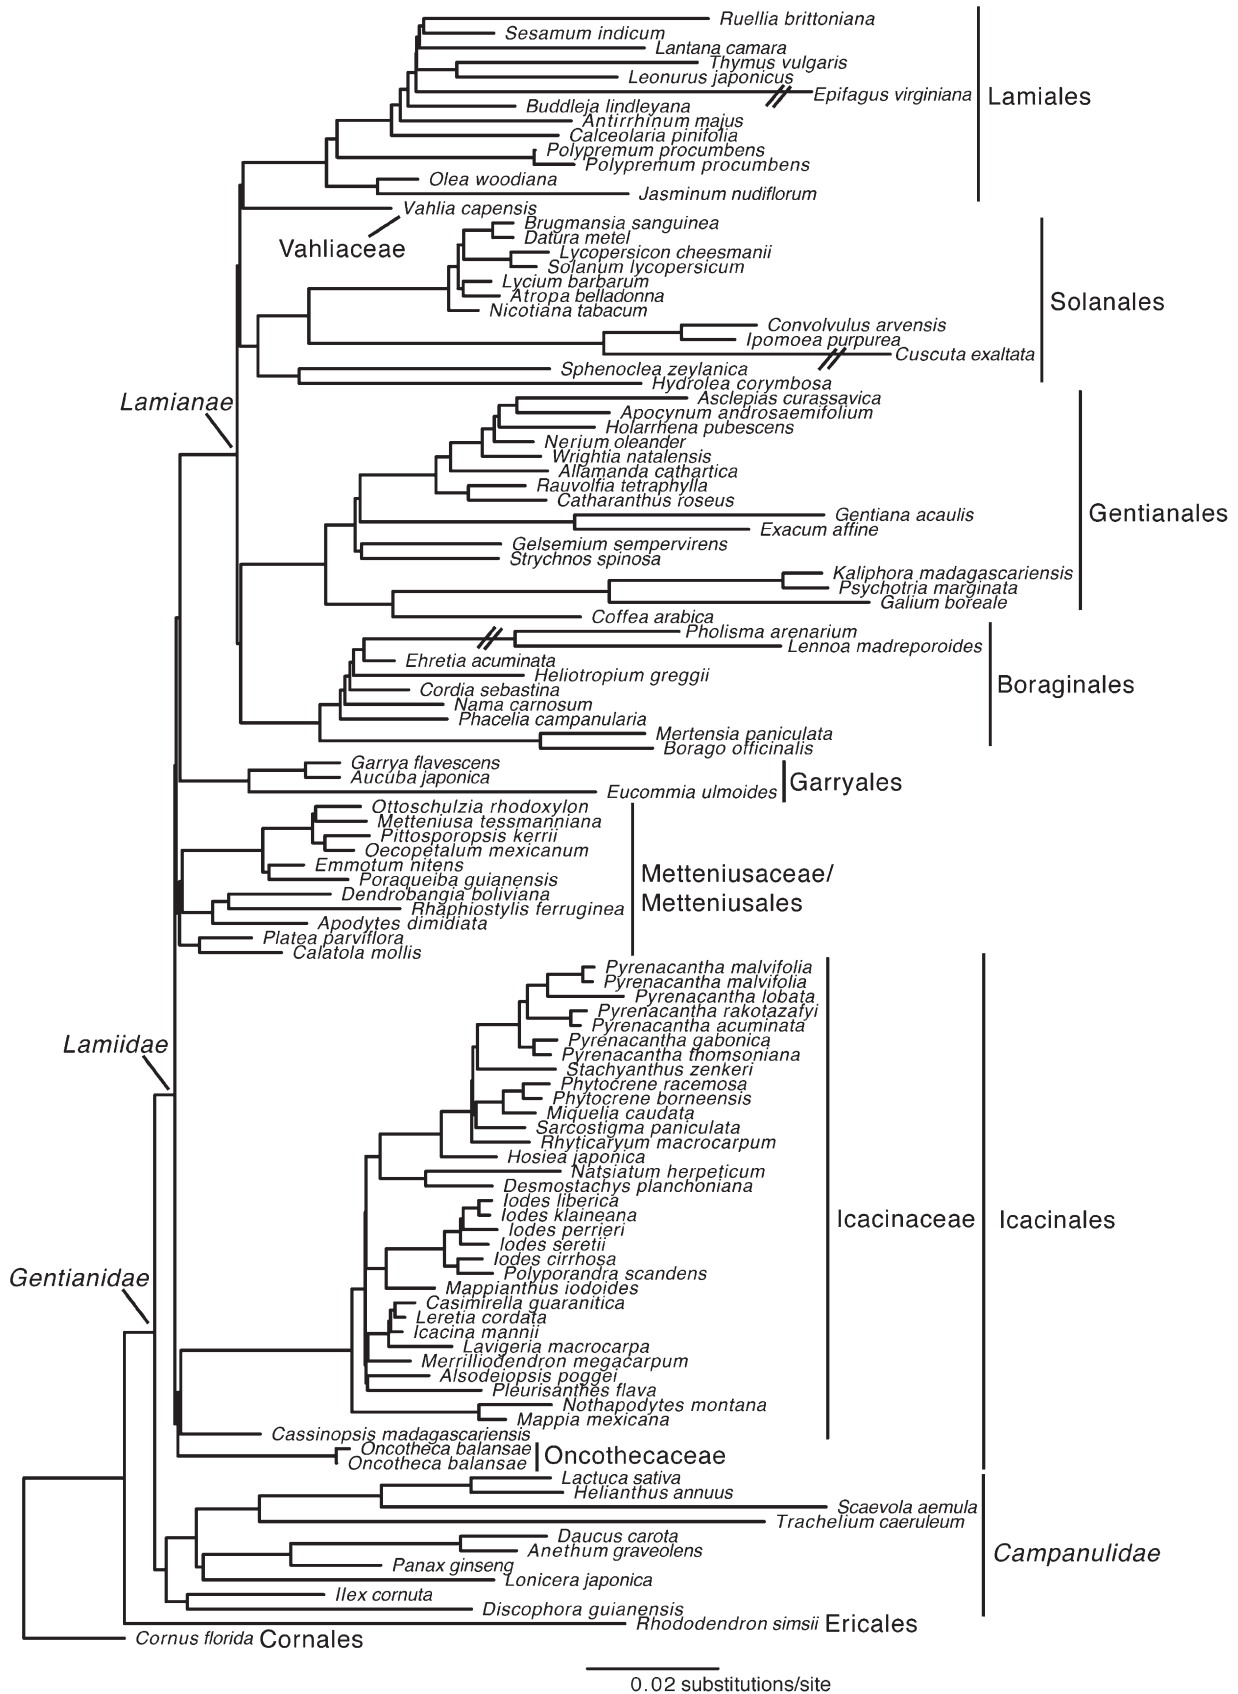 Ruellia brittoniana
Sesamum indicum
Lantana camara
Thymus vulgaris
Leonurus japonicus
Epifagus virginiana
Lamiales
Buddleja lindleyana
Antirrhinum majus
Calceolaria pinifolia
Polypremum procumbens
Polypremum procumbens
Olea woodiana
Jasminum nudiflorum
Vahlia capensis
Vahliaceae
Brugmansia sanguinea
Datura metel
Lycopersicon cheesmanii
Solanum lycopersicum
Lycium barbarum
Atropa belladonna
Nicotiana tabacum
Solanales
Convolvulus arvensis
Ipomoea purpurea
Cuscuta exaltata
Sphenoclea zeylanica
Hydrolea corymbosa
Lamianae
Asclepias curassavica
Apocynum androsaemifolium
Holarrhena pubescens
Nerium oleander
Wrightia natalensis
Allamanda cathartica
Rauvolfia tetraphylla
Catharanthus roseus
Gentiana acaulis
Gentianales
Exacum affine
Gelsemium sempervirens
Strychnos spinosa
Kaliphora madagascariensis
Psychotria marginata
Galium boreale
Coffea arabica
Pholisma arenarium
Lennoa madreporoides
Ehretia acuminata
Heliotropium greggii
Boraginales
Cordia sebastina
Nama carnosum
Phacelia campanularia
Mertensia paniculata
Borago officinalis
Garrya flavescens
Aucuba japonica
Garryales
Eucommia ulmoides
Ottoschulzia rhodoxylon
Metteniusa tessmanniana
Pittosporopsis kerrii
Oecopetalum mexicanum
Emmotum nitens
Poraqueiba guianensis
Metteniusaceae/
Metteniusales
Dendrobangia boliviana
Rhaphiostylis ferruginea
Apodytes dimidiata
Platea parviflora
Calatola mollis
Pyrenacantha malvifolia
Pyrenacantha malvifolia
Pyrenacantha lobata
Pyrenacantha rakotazafyi
Pyrenacantha acuminata
Pyrenacantha gabonica
Pyrenacantha thomsoniana
Lamiidae
Stachyanthus zenkeri
Phytocrene racemosa
Phytocrene borneensis
Miquelia caudata
Sarcostigma paniculata
Rhyticaryum macrocarpum
Hosiea japonica
Natsiatum herpeticum
Desmostachys planchoniana
Iodes liberica
Iodes klaineana
Icacinaceae
Icacinales
Iodes perrieri
Iodes seretii
Iodes cirrhosa
Polyporandra scandens
Gentianidae
Mappianthus iodoides
Casimirella guaranitica
Leretia cordata
Icacina mannii
Lavigeria macrocarpa
Merrilliodendron megacarpum
Alsodeiopsis poggei
Pleurisanthes flava
Nothapodytes montana
Mappia mexicana
Cassinopsis madagascariensis
Oncotheca balansae
Oncotheca balansae
Oncothecaceae
Lactuca sativa
Helianthus annuus
Scaevola aemula
Trachelium caeruleum
Daucus carota
Anethum graveolens
Campanulidae
Panax ginseng
Lonicera japonica
Ilex cornuta
Discophora guianensis
Rhododendron simsii Ericales
Cornus florida Cornales
0.02 substitutions/site